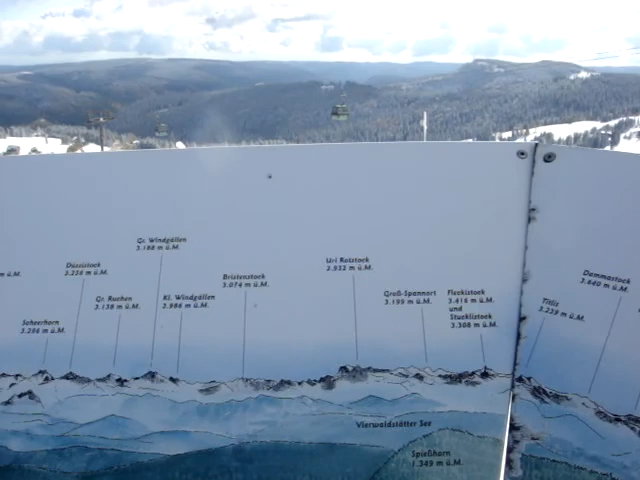 m ü.M.
Scheerhorn
3.296 m ü.M.
Düssistock
3.256 m ü.M.
Gr. Ruchen
3.138 m ü.M.
Gr. Windgällen
3.188 m ü.M.
Kl. Windgällen
2.986 m ü.M.
Bristenstock
3.074 m ü.M.
Uri Rotstock
2.932 m ü.M.
Groß-Spannort
3.199 m ü.M.
Fleckistock
3.416 m ü.M.
und
Stucklistock
3.308 m ü.M.
Titlis
3.239 m ü.M.
Dammastock
3.640 m ü.M.
Vierwaldstätter See
Spießhorn
1.349 m ü.M.